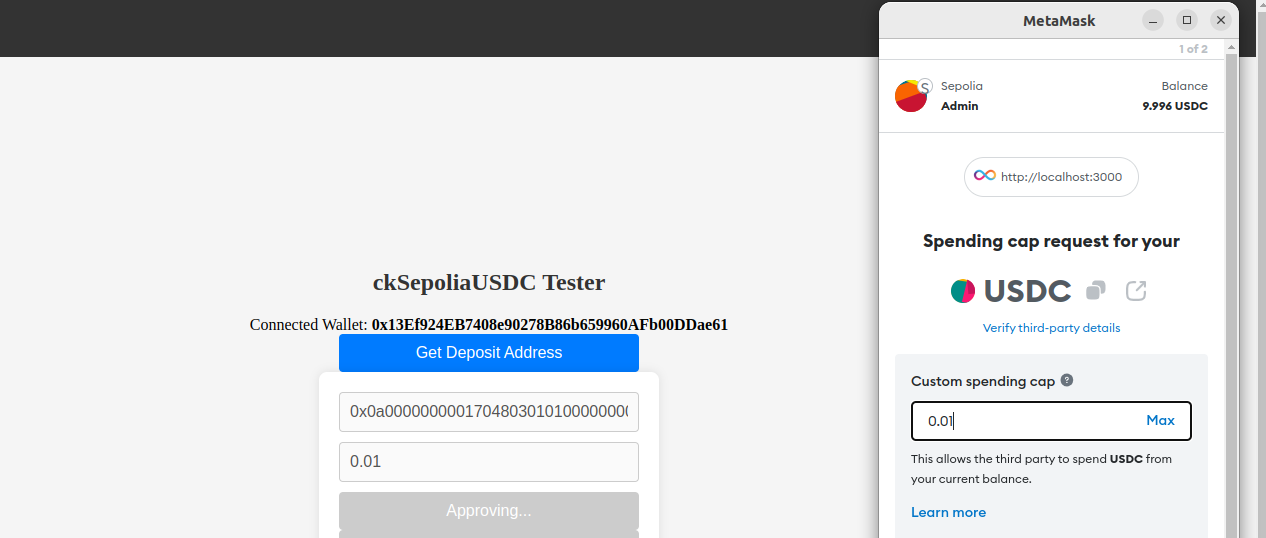 ckSepoliaUSDC Tester
Connected Wallet: 0x13Ef924EB7408e90278B86b659960AFb00DDae61
Get Deposit Address
0x0a0000000001704803010100000000
0.01
Approving...
MetaMask
1 of 2
Sepolia
Balance
Admin
9.996 USDC
http://localhost:3000
Spending cap request for your
USDC
Verify third-party details
Custom spending cap
0.01
Max
This allows the third party to spend USDC from
your current balance.
Learn more